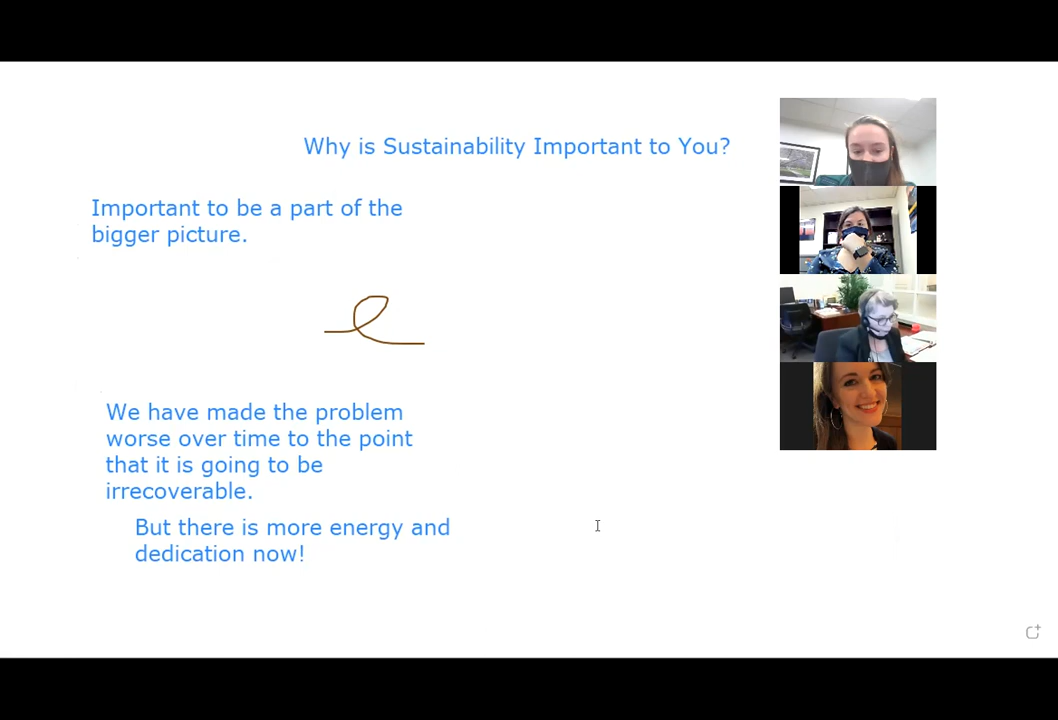 Why is Sustainability Important to You?
Important to be a part of the
bigger picture.
We have made the problem
worse over time to the point
that it is going to be
irrecoverable.
But there is more energy and
dedication now!